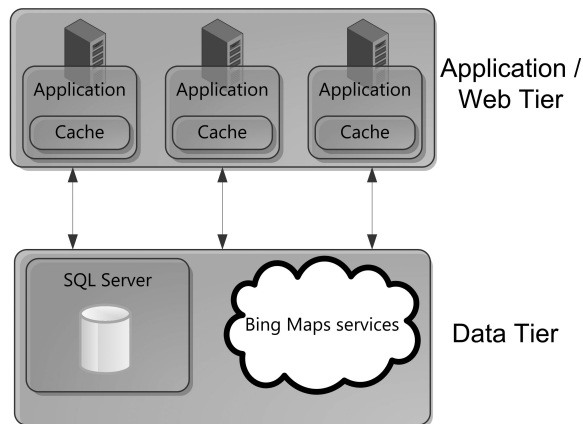 Application
Cache
Application
Cache
Application
Cache
Application /
Web Tier
SQL Server
Bing Maps services
Data Tier